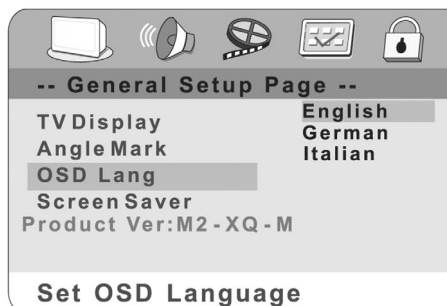 -- General Setup Page --
TV Display
Angle Mark
OSD Lang
Screen Saver
Product Ver:M2-XQ-M
English
German
Italian
Set OSD Language